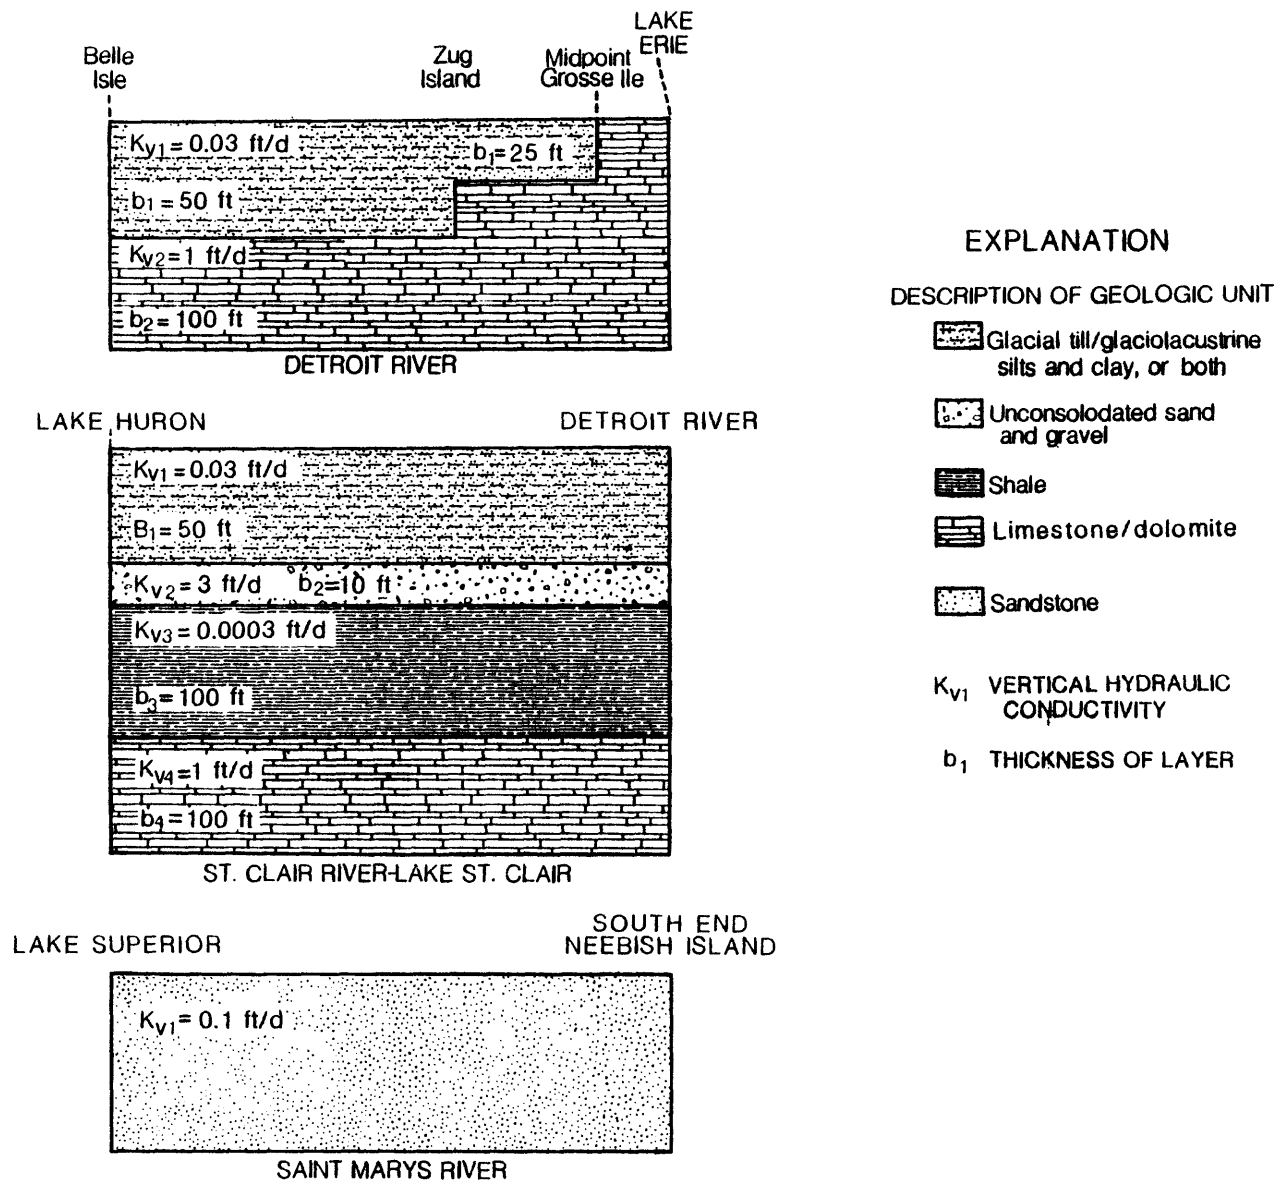 LAKE
ERIE
Belle
Isle
Zug
Island
Midpoint
Grosse Ile
Ky1 = 0.03 ft/d
b1= 25 ft
b1 = 50 ft
Kv2= 1 ft/d
b2= 100 ft
DETROIT RIVER
LAKE HURON
DETROIT RIVER
Kv1 = 0.03 ft/d
B1 = 50 ft
Kv2 = 3 ft/d b2=10 ft
Kv3 = 0.0003 ft/d
b3= 100 ft
Kv4=1 ft/d
b4=100 ft
ST. CLAIR RIVER-LAKE ST. CLAIR
LAKE SUPERIOR
SOUTH END
NEEBISH ISLAND
Kv1= 0.1 ft/d
SAINT MARYS RIVER
EXPLANATION
DESCRIPTION OF GEOLOGIC UNIT
Glacial till/glaciolacustrine
silts and clay, or both
Unconsolodated sand
and gravel
Shale
Limestone/dolomite
Sandstone
Kv1 VERTICAL HYDRAULIC
CONDUCTIVITY
b1 THICKNESS OF LAYER